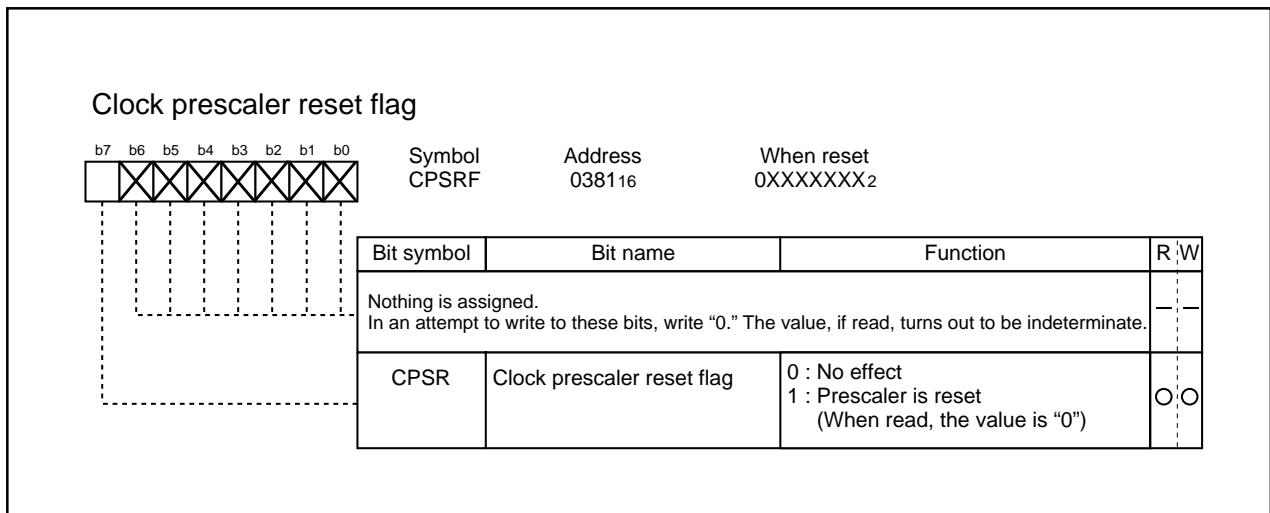 Clock prescaler reset flag
b7 b6 b5 b4 b3 b2 b1 b0
Symbol Address When reset
CPSRF 038116 0XXXXXXX2
Bit symbol Bit name Function R W
Nothing is assigned.
In an attempt to write to these bits, write “0.” The value, if read, turns out to be indeterminate.
CPSR Clock prescaler reset flag 0 : No effect
1 : Prescaler is reset
(When read, the value is “0”)